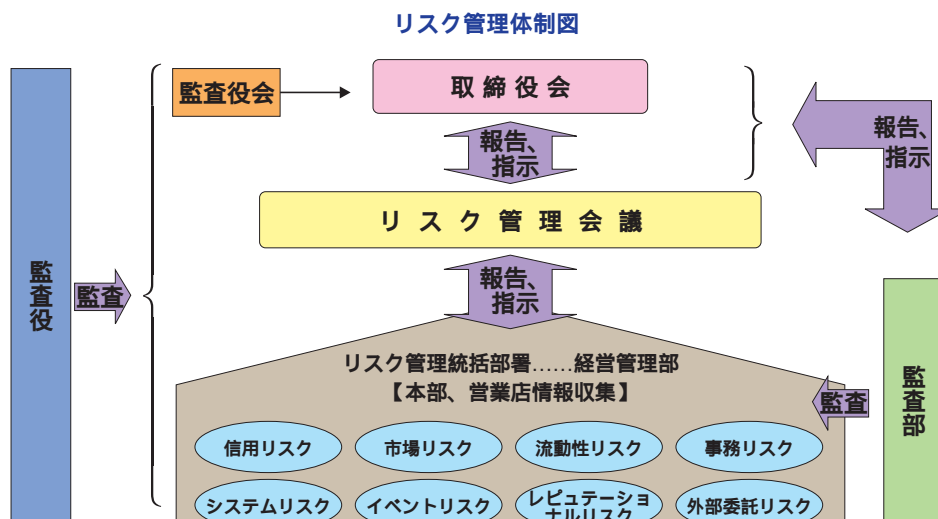 リスク管理体制図
監査役会
取締役会
報告、
指示
報告、
指示
リスク管理会議
監査役
監査
報告、
指示
リスク管理統括部署……経営管理部
【本部、営業店情報収集】
監査
監査部
信用リスク
市場リスク
流動性リスク
事務リスク
システムリスク
イベントリスク
レピュテーショ
ナルリスク
外部委託リスク